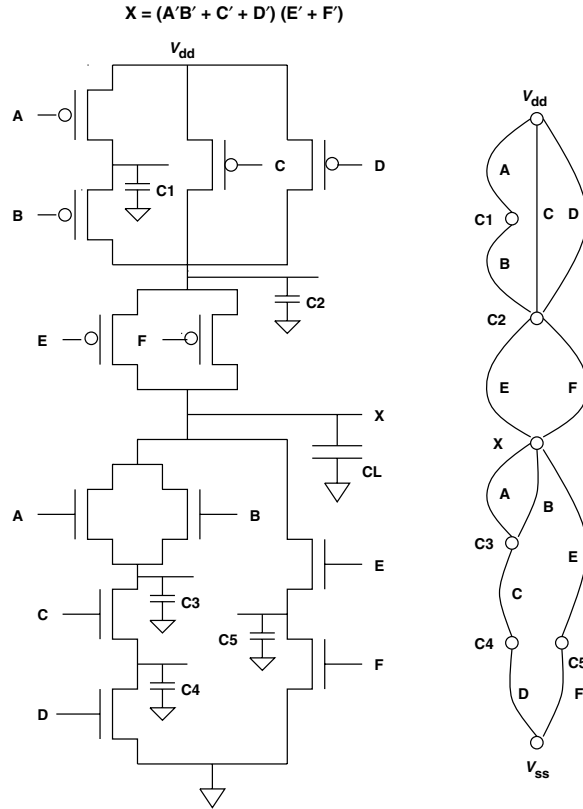 X = (A′B′ + C′ + D′) (E′ + F′)
Vdd
A
C1
C
D
B
C2
E
F
X
CL
A
B
C3
E
C
C5
C4
F
D
Vdd
A
C1
C
D
B
C2
E
F
X
A
B
C3
E
C
C4
C5
D
F
Vss